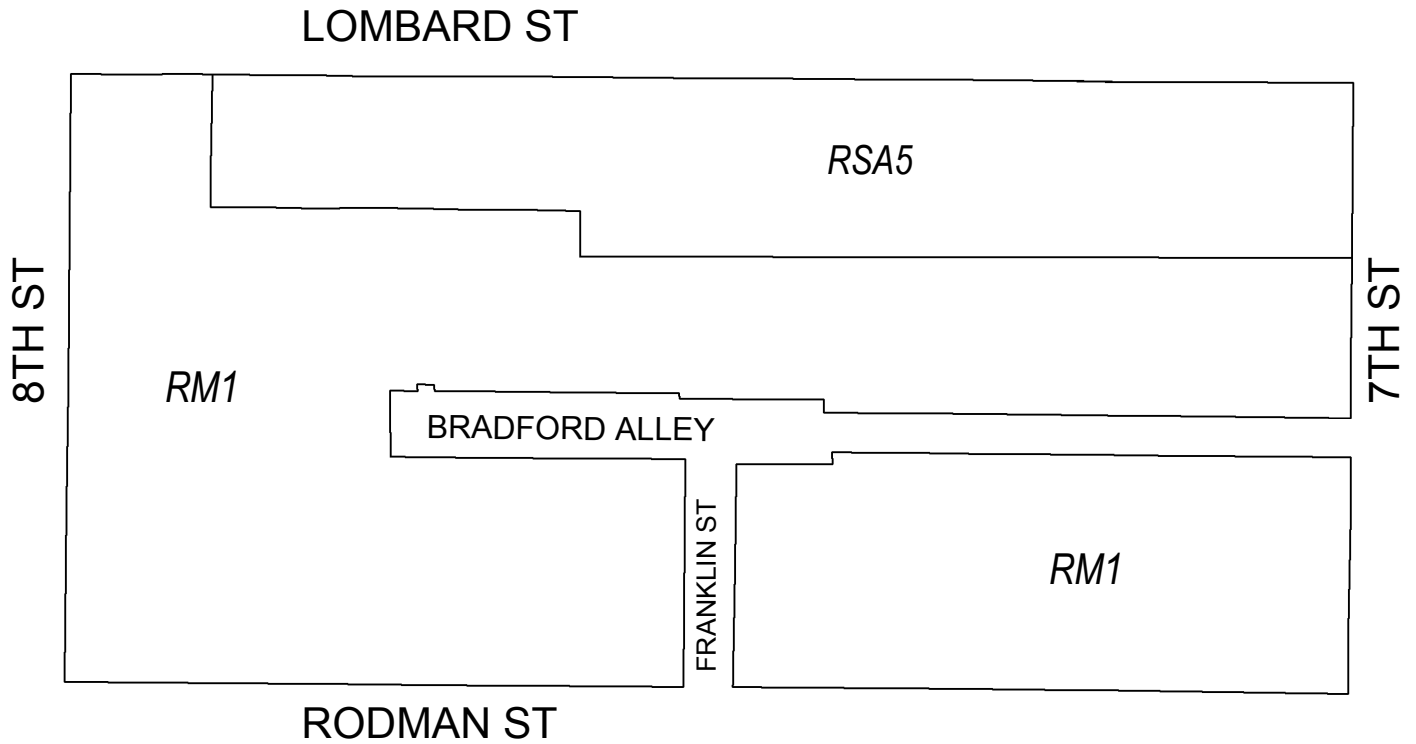 LOMBARD ST
RSA5
8TH ST
7TH ST
RM1
BRADFORD ALLEY
FRANKLIN ST
RM1
RODMAN ST